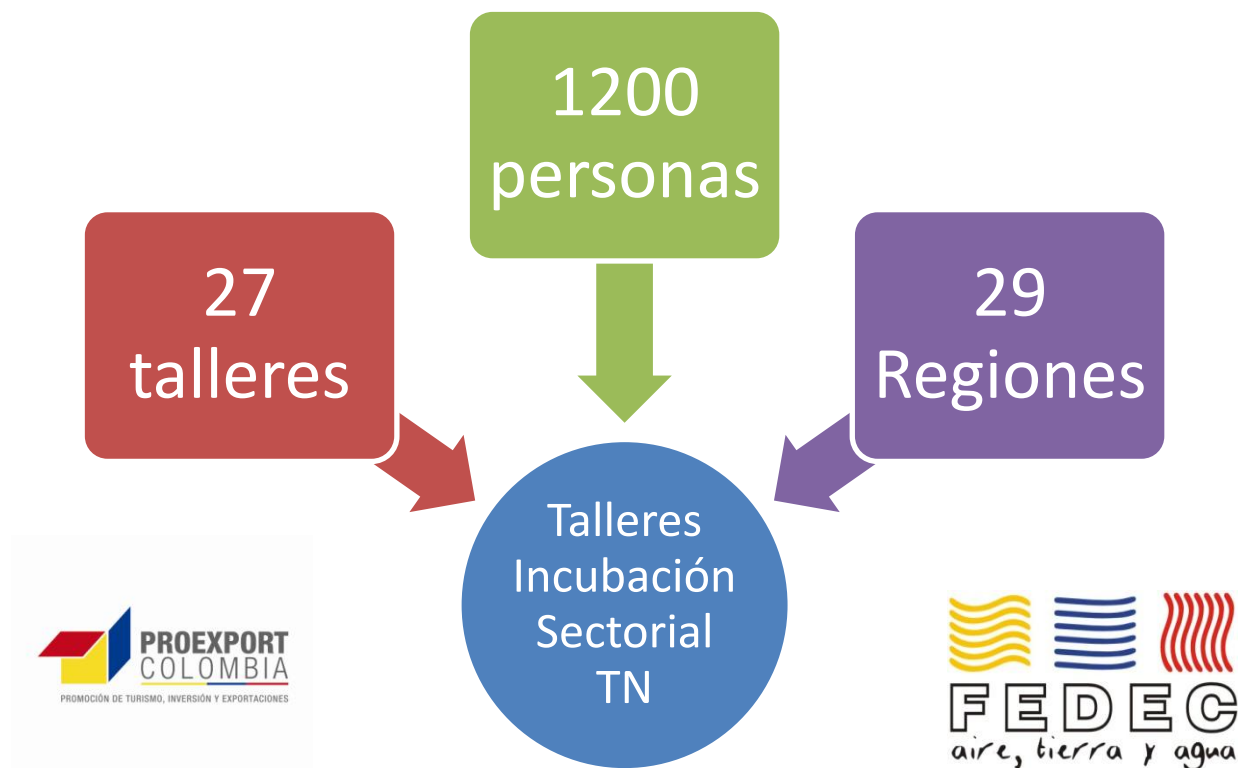 1200
personas
27
talleres
29
Regiones
Talleres
Incubación
Sectorial
TN
PROEXPORT
COLOMBIA
PROMOCIÓN DE TURISMO, INVERSIÓN Y EXPORTACIONES
FEDEC
aire, tierra y agua